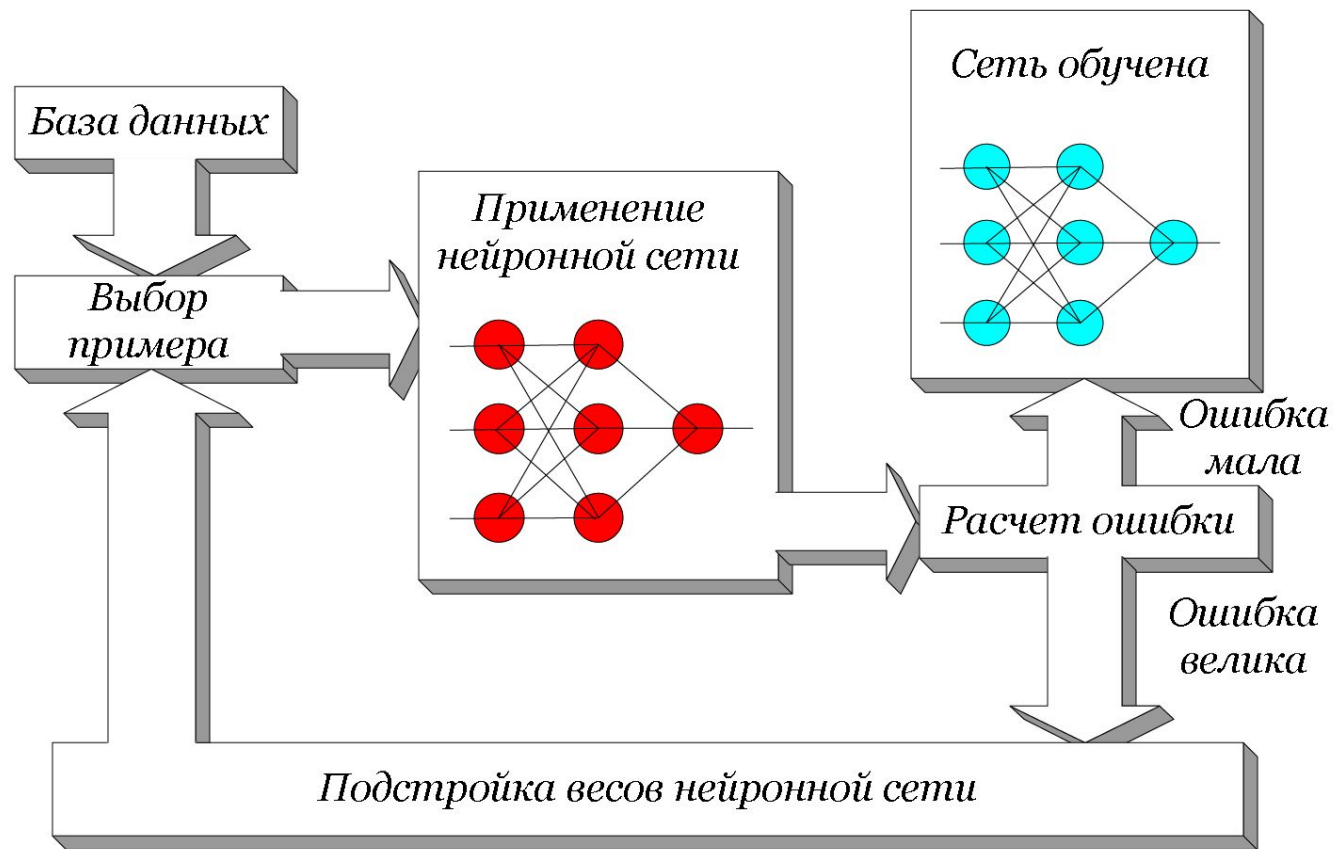 База данных
Выбор
примера
Применение
нейронной сети
Сеть обучена
Ошибка
мала
Расчет ошибки
Ошибка
велика
Подстройка весов нейронной сети